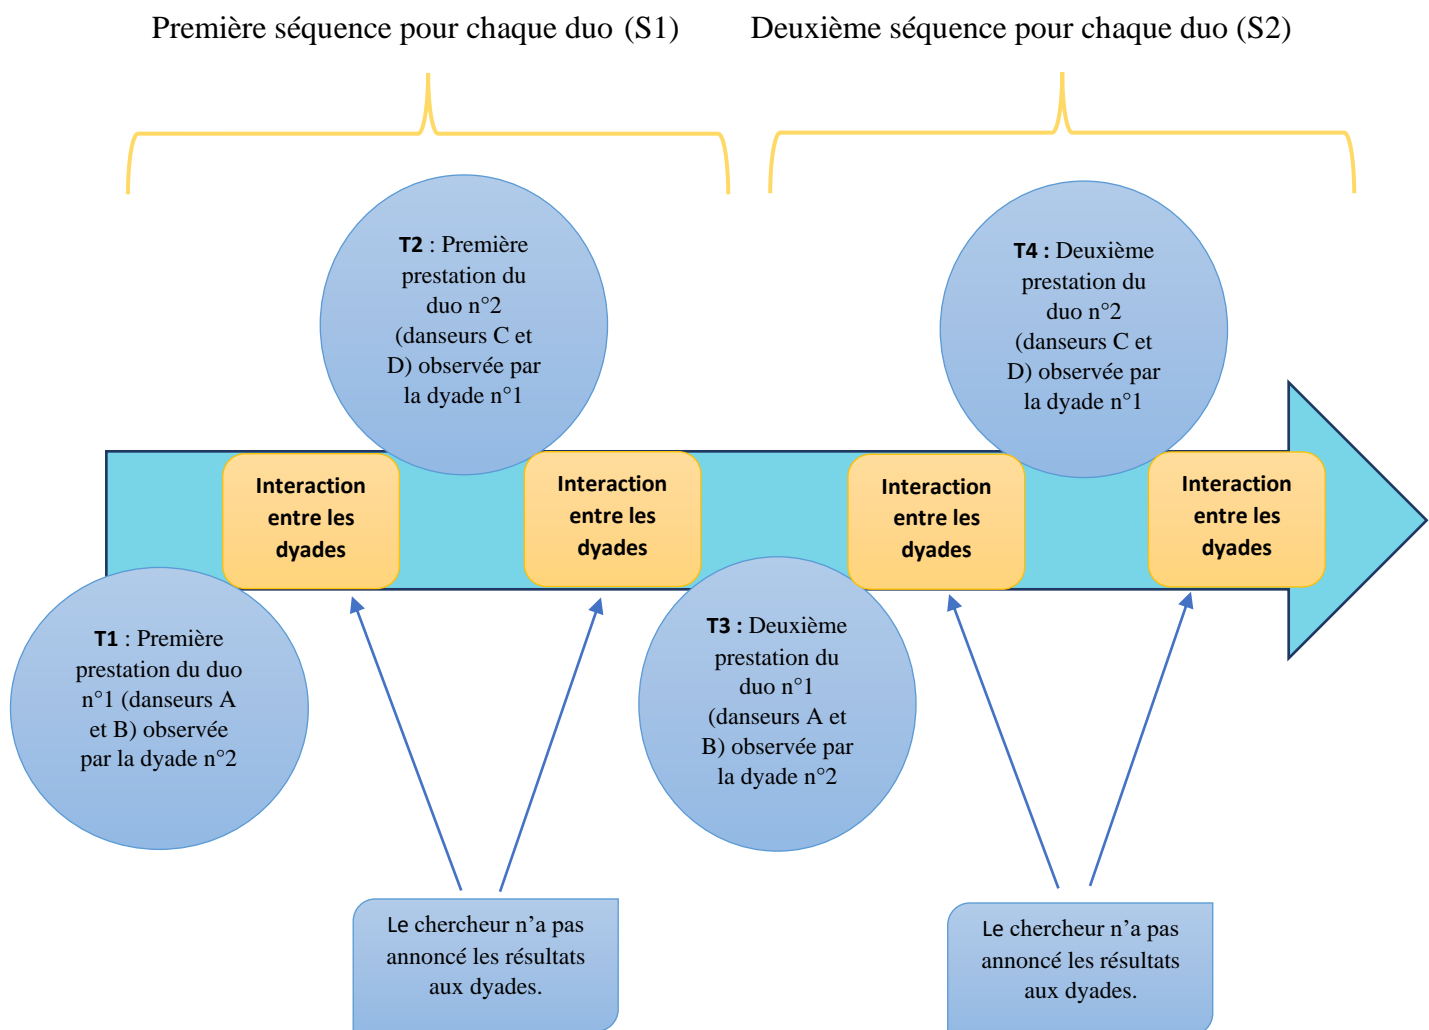 Première séquence pour chaque duo (S1)
Deuxième séquence pour chaque duo (S2)
T2 : Première
prestation du
duo n°2
(danseurs C et
D) observée par
la dyade n°1
T4 : Deuxième
prestation du
duo n°2
(danseurs C et
D) observée par
la dyade n°1
Interaction
entre les
dyades
Interaction
entre les
dyades
Interaction
entre les
dyades
Interaction
entre les
dyades
T1 : Première
prestation du duo
n°1 (danseurs A
et B) observée
par la dyade n°2
T3 : Deuxième
prestation du
duo n°1
(danseurs A et
B) observée par
la dyade n°2
Le chercheur n’a pas
annoncé les résultats
aux dyades.
Le chercheur n’a pas
annoncé les résultats
aux dyades.